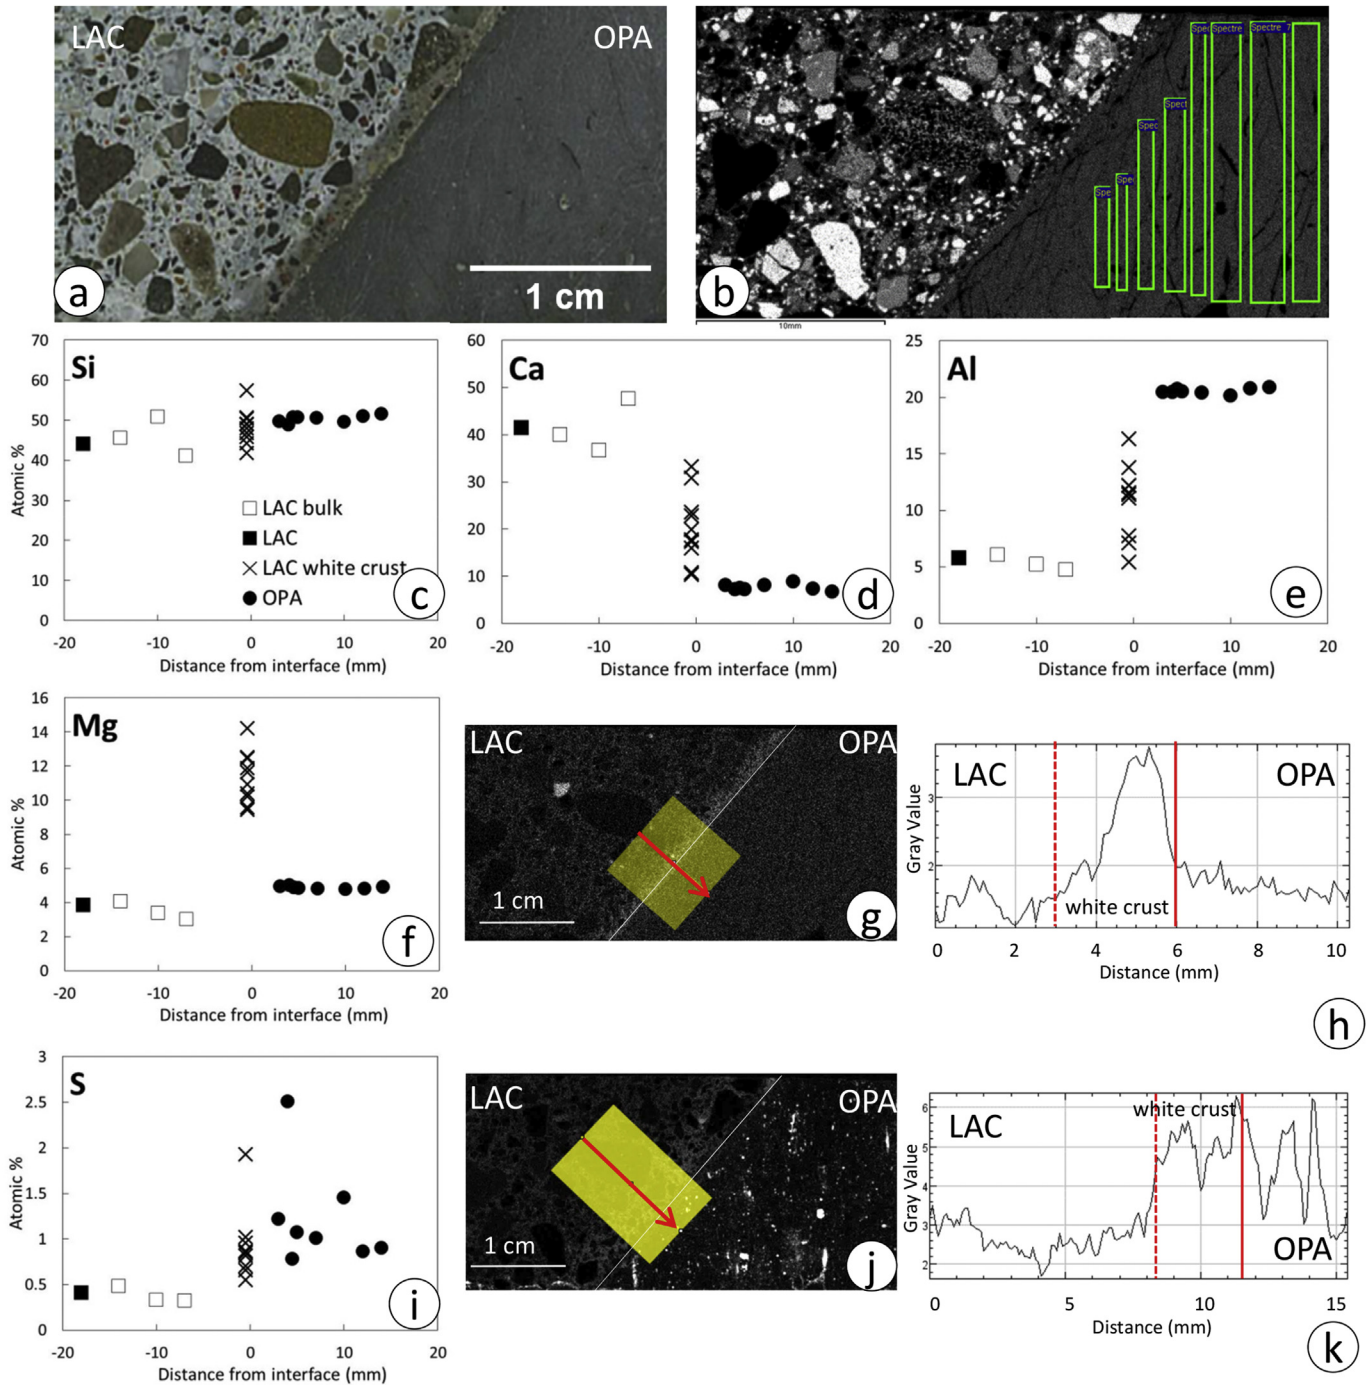 LAC OPA
1 cm
a
Spec Spectre Spectre 7
Spect
Spec
Spec
Spe
b
10mm
70
60
50
40
30
20
10
0
Atomic %
Si
LAC bulk
LAC
LAC white crust
OPA
c
-20 -10 0 10 20
Distance from interface (mm)
60
50
40
30
20
10
0
Ca
d
-20 -10 0 10 20
Distance from interface (mm)
25
20
15
10
5
0
Al
e
-20 -10 0 10 20
Distance from interface (mm)
16
14
12
10
8
6
4
2
0
Atomic %
Mg
f
-20 -10 0 10 20
Distance from interface (mm)
LAC OPA
1 cm
g
Gray Value
3
2
LAC OPA
white crust
0 2 4 6 8 10
Distance (mm)
h
3
2.5
2
1.5
1
0.5
0
Atomic %
S
i
-20 -10 0 10 20
Distance from interface (mm)
LAC OPA
1 cm
j
Gray Value
6
5
4
3
2
LAC
white crust
OPA
0 5 10 15
Distance (mm)
k